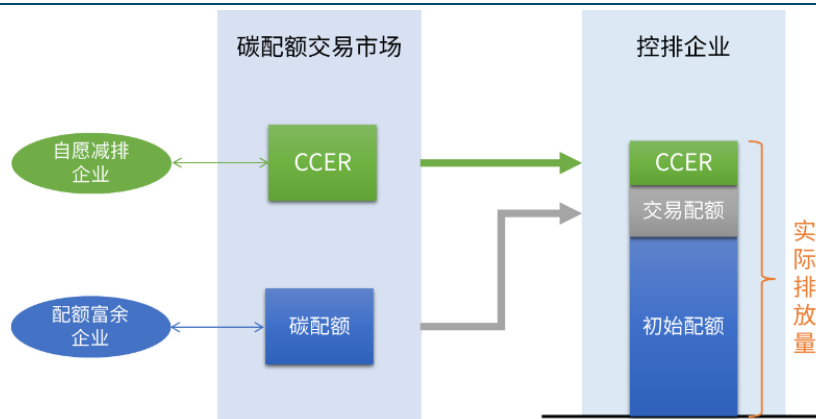 碳配额交易市场
控排企业
自愿减排
企业
CCER
CCER
交易配额
配额富余
企业
碳配额
初始配额
实
际
排
放
量